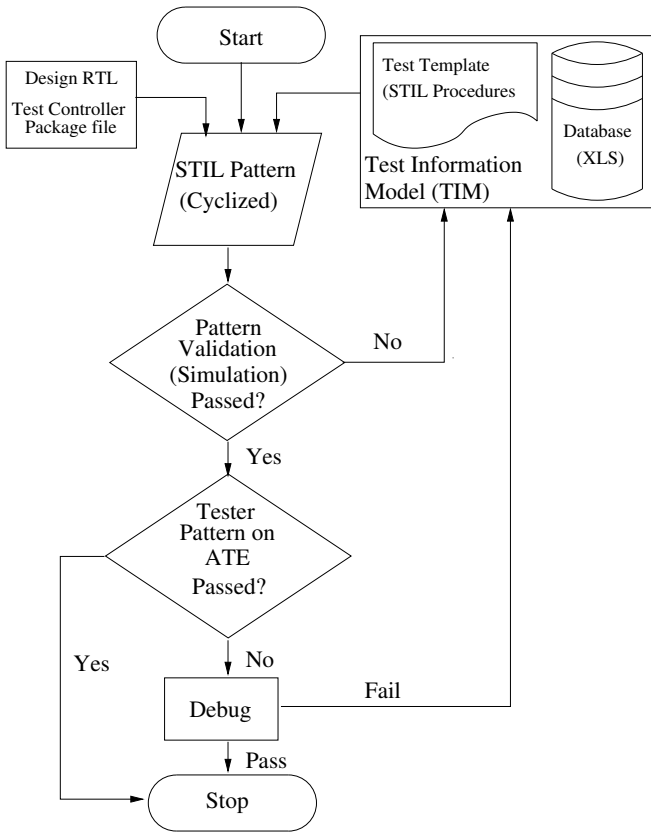 Start
Design RTL
Test Controller
Package file
Test Template
(STIL Procedures
Database
(XLS)
Test Information
Model (TIM)
STIL Pattern
(Cyclized)
Pattern
Validation
(Simulation)
Passed?
No
Yes
Tester
Pattern on
ATE
Passed?
Yes
No
Debug
Fail
Pass
Stop